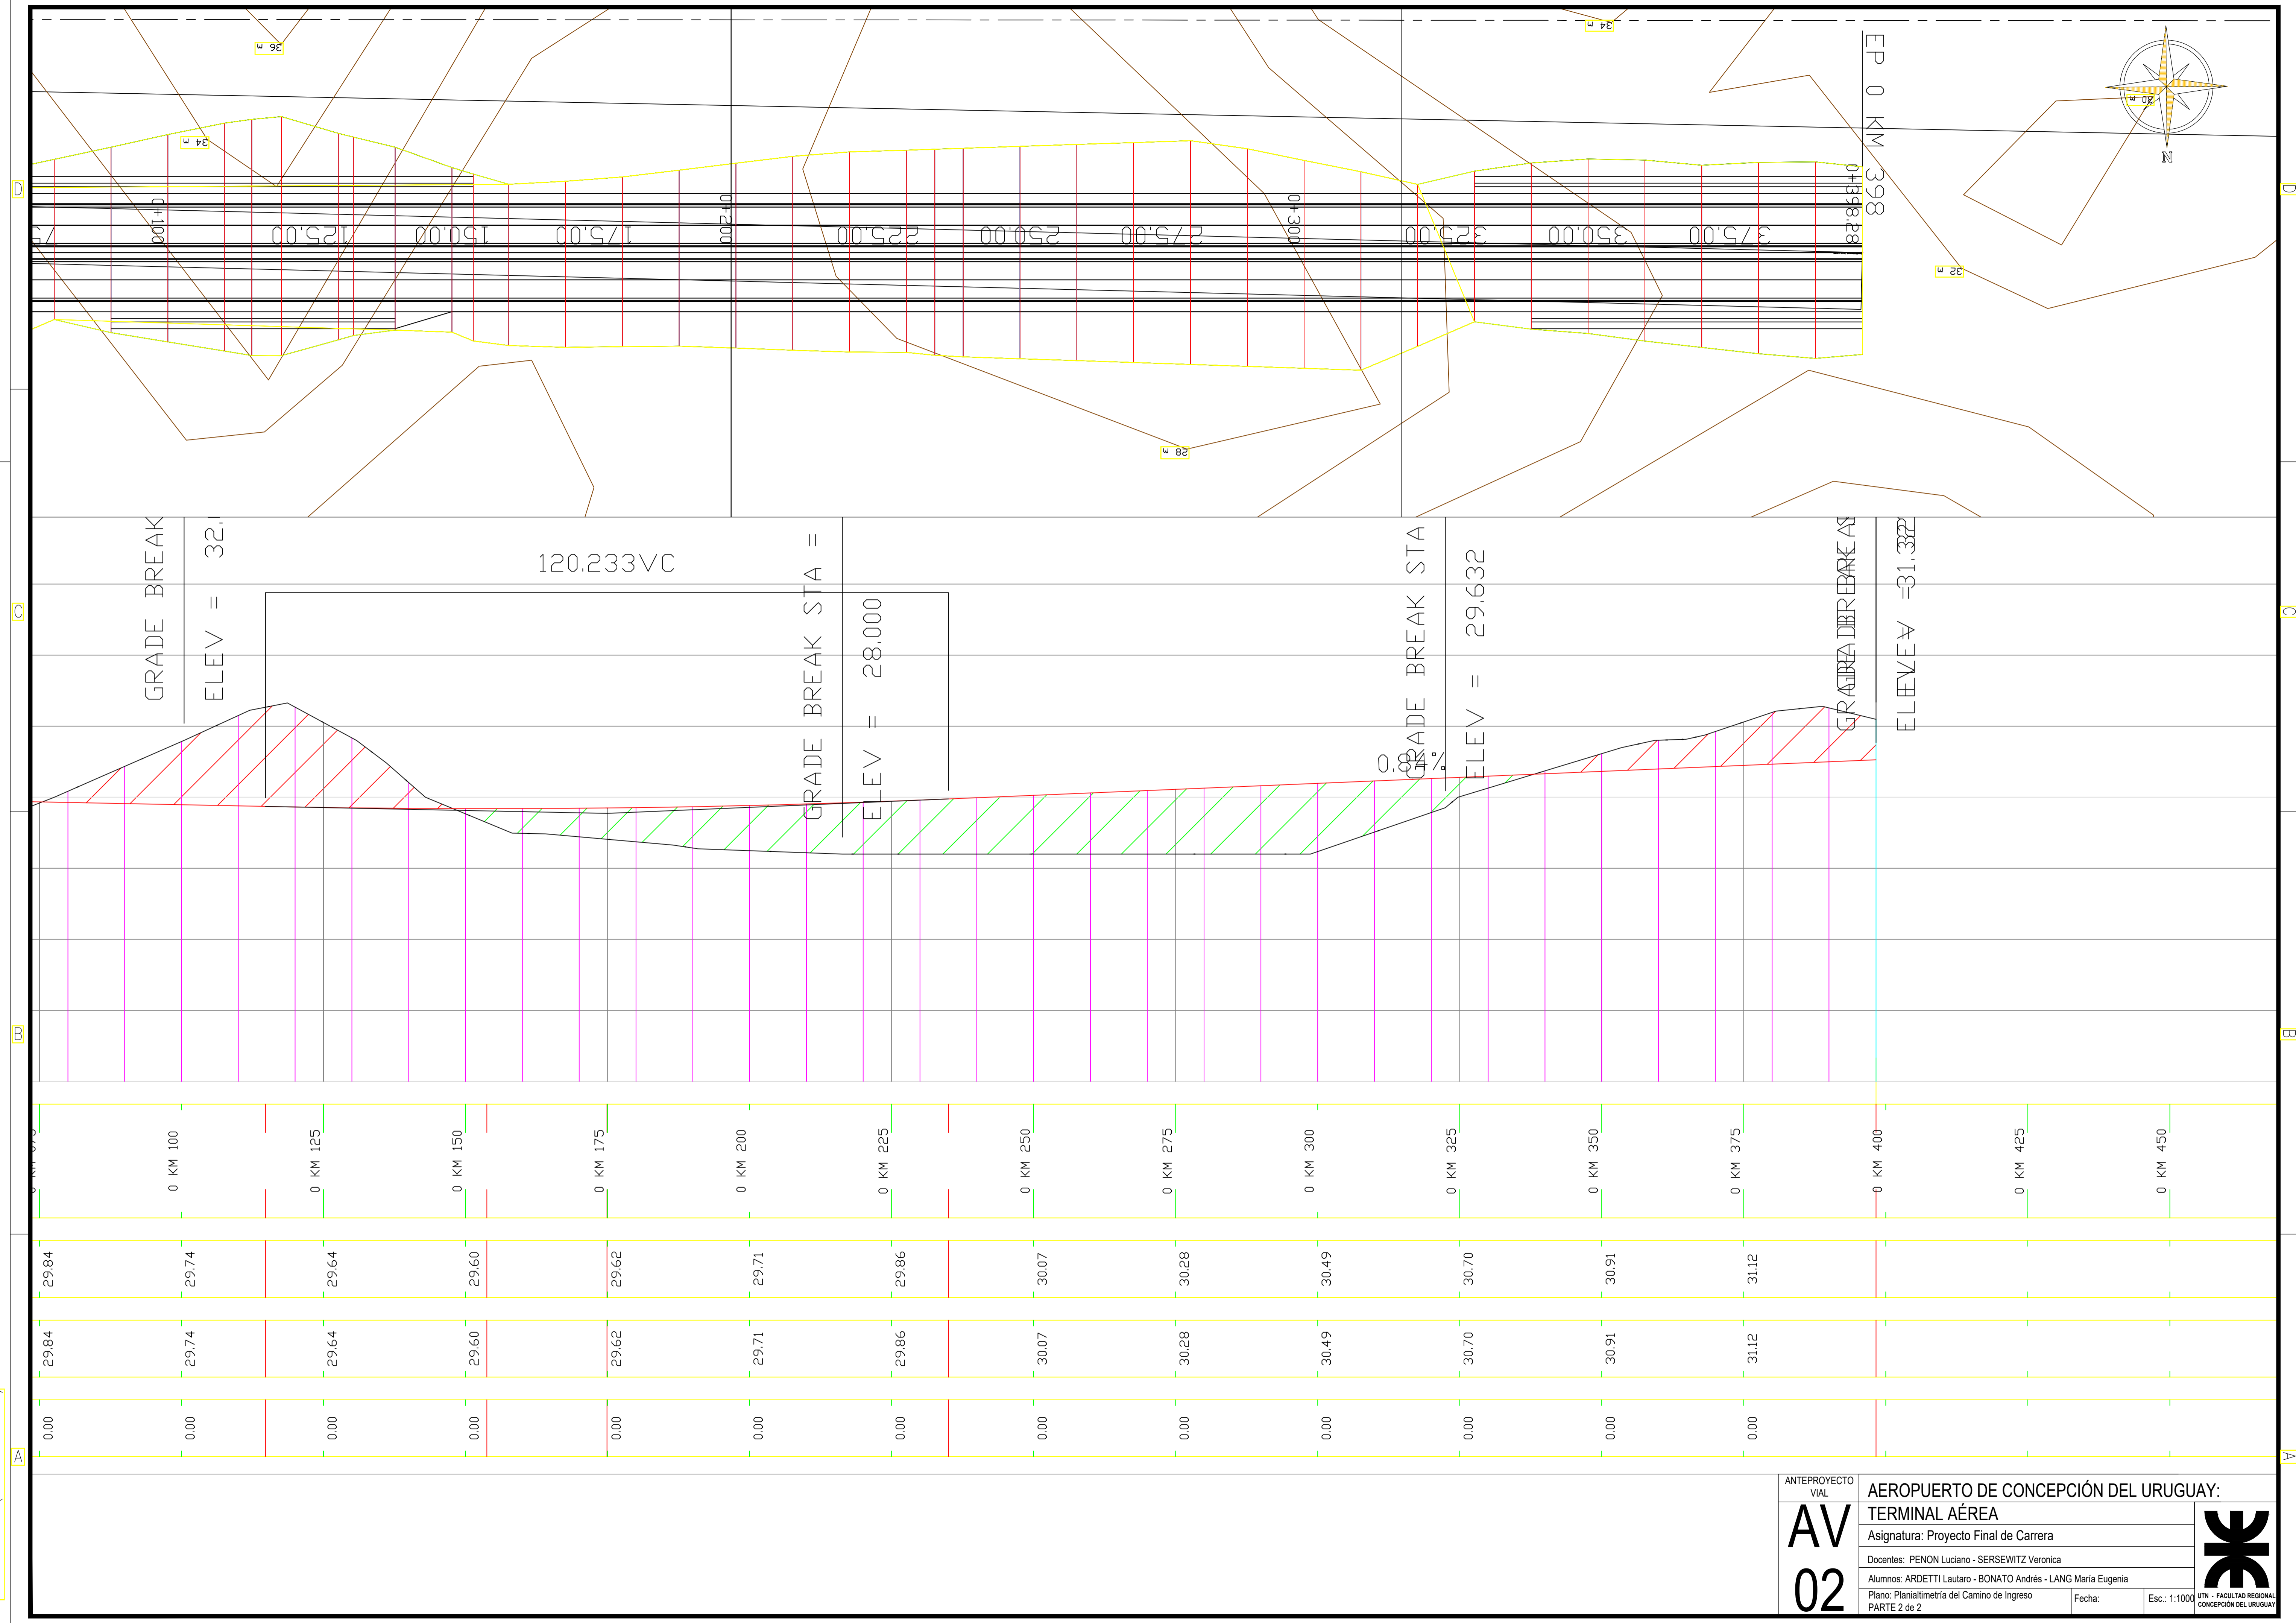 36 m
34 m
34 m
30 m
32 m
28 m
N
EP 0 KM 398
0+100
0+200
0+300
0+398.28
125.00
150.00
175.00
225.00
250.00
275.00
325.00
350.00
375.00
D
D
C
C
B
B
A
A
GRADE BREAK
ELEV =
120.233VC
GRADE BREAK STA =
ELEV = 28.000
GRADE BREAK STA
ELEV = 29.632
0.84%
0 KM 100
0 KM 125
0 KM 150
0 KM 175
0 KM 200
0 KM 225
0 KM 250
0 KM 275
0 KM 300
0 KM 325
0 KM 350
0 KM 375
0 KM 400
0 KM 425
0 KM 450
29.84 29.74 29.64 29.60 29.62 29.71 29.86 30.07 30.28 30.49 30.70 30.91 31.12
29.84 29.74 29.64 29.60 29.62 29.71 29.86 30.07 30.28 30.49 30.70 30.91 31.12
0.00 0.00 0.00 0.00 0.00 0.00 0.00 0.00 0.00 0.00 0.00 0.00 0.00
ANTEPROYECTO
VIAL
AV
02
AEROPUERTO DE CONCEPCIÓN DEL URUGUAY:
TERMINAL AÉREA
Asignatura: Proyecto Final de Carrera
Docentes: PENON Luciano - SERSEWITZ Veronica
Alumnos: ARDETTI Lautaro - BONATO Andrés - LANG María Eugenia
Plano: Planialtimetría del Camino de Ingreso
PARTE 2 de 2
Fecha:
Esc.: 1:1000
UTN - FACULTAD REGIONAL
CONCEPCIÓN DEL URUGUAY